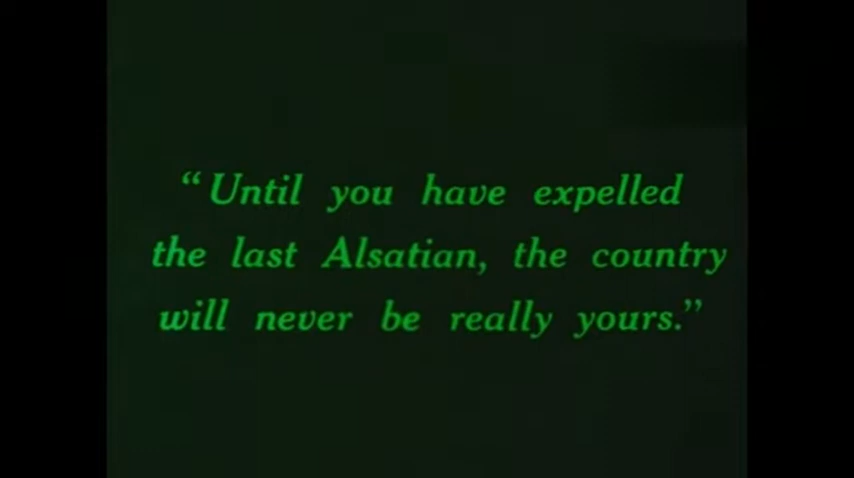 “Until you have expelled
the last Alsatian, the country
will never be really yours.”